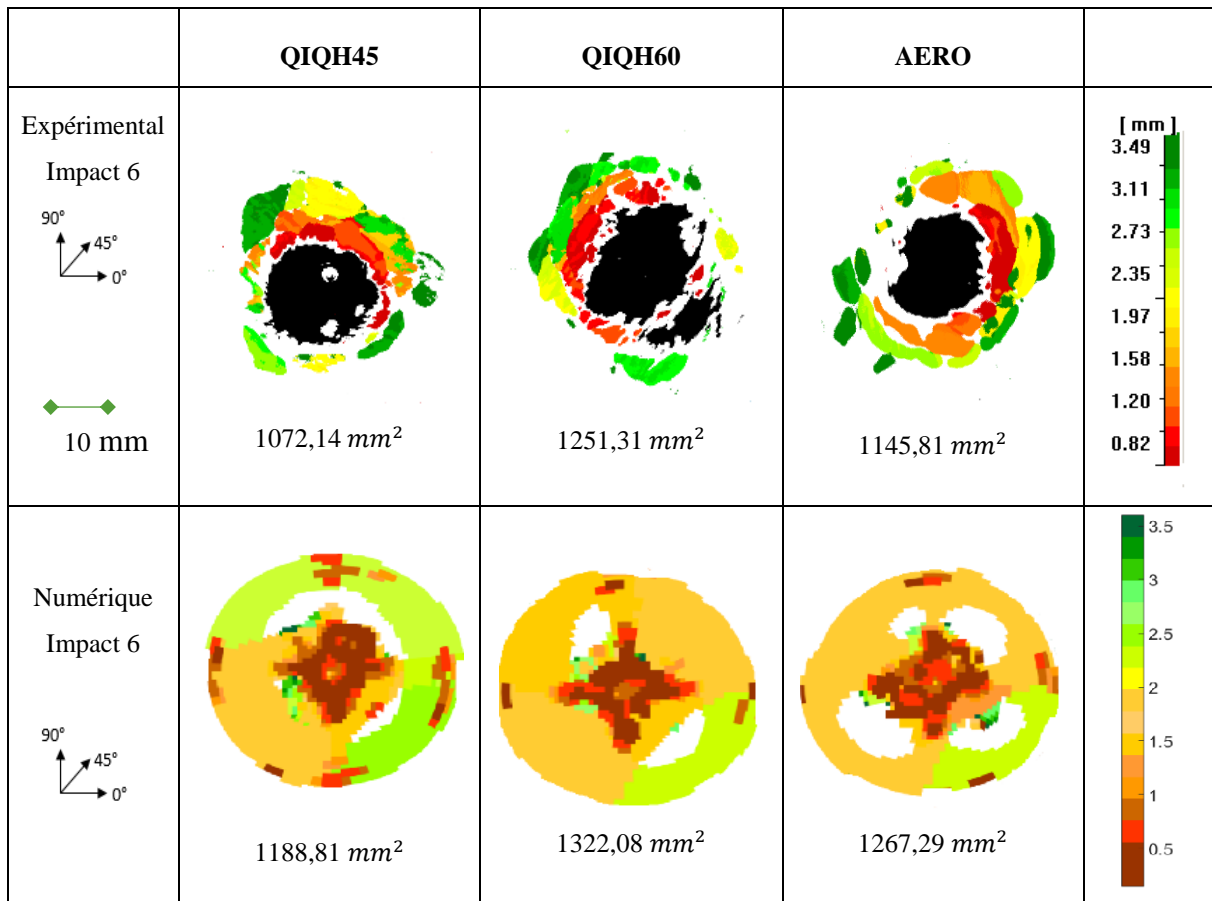 QIQH45 QIQH60 AERO
Expérimental
Impact 6
90°
45°
0°
10 mm
1072,14 mm²
1251,31 mm²
1145,81 mm²
[ mm ]
3.49
3.11
2.73
2.35
1.97
1.58
1.20
0.82
Numérique
Impact 6
90°
45°
0°
1188,81 mm²
1322,08 mm²
1267,29 mm²
3.5
3
2.5
2
1.5
1
0.5